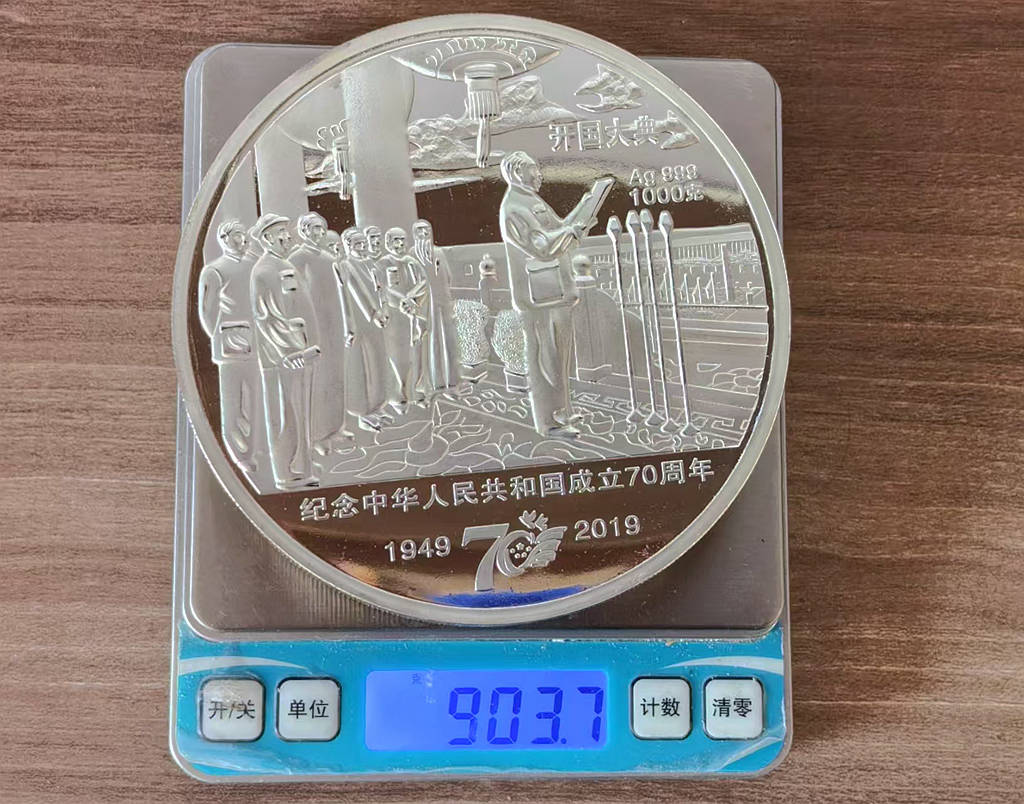 开国大典
Ag 999
1000克
纪念中华人民共和国成立70周年
1949 70 2019
克
903.7
开/关 单位 计数 清零